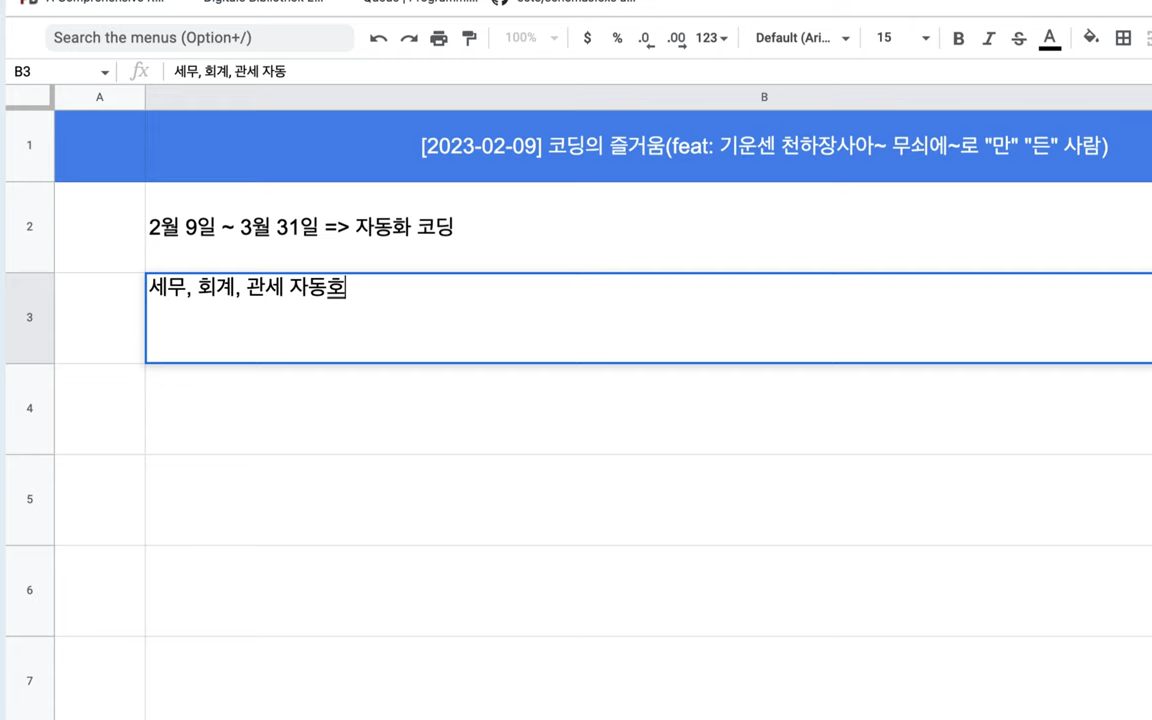 Search the menus (Option+/)
100%
$ % .0 .00 123
Default (Ari... 15 B I S A
B3 fx 세무, 회계, 관세 자동
A B
1 [2023-02-09] 코딩의 즐거움(feat: 기운센 천하장사아~ 무쇠에~로 "만" "든" 사람)
2 2월 9일 ~ 3월 31일 => 자동화 코딩
3 세무, 회계, 관세 자동호
4
5
6
7